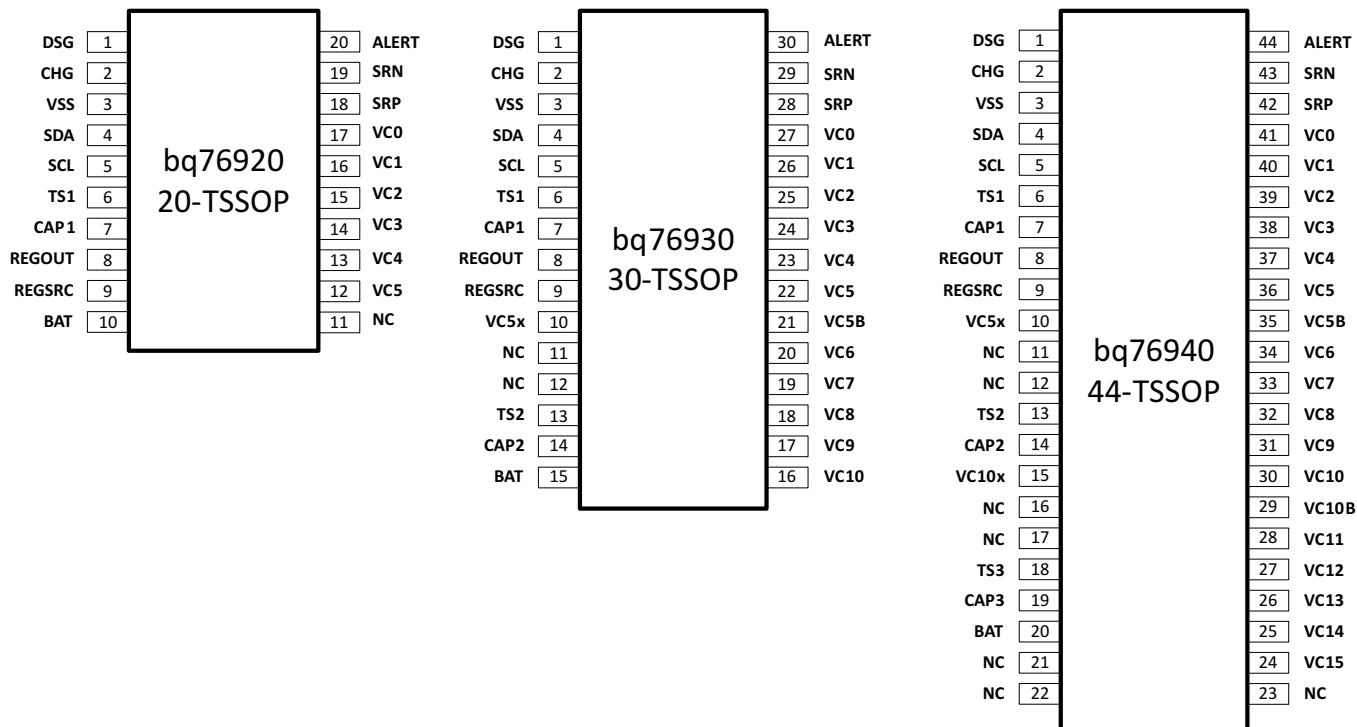 DSG 1 20 ALERT
CHG 2 19 SRN
VSS 3 18 SRP
SDA 4 17 VC0
SCL 5 16 VC1
TS1 6 15 VC2
CAP1 7 14 VC3
REGOUT 8 13 VC4
REGSRC 9 12 VC5
BAT 10 11 NC
bq76920
20-TSSOP
DSG 1 30 ALERT
CHG 2 29 SRN
VSS 3 28 SRP
SDA 4 27 VC0
SCL 5 26 VC1
TS1 6 25 VC2
CAP1 7 24 VC3
REGOUT 8 23 VC4
REGSRC 9 22 VC5
VC5x 10 21 VC5B
NC 11 20 VC6
NC 12 19 VC7
TS2 13 18 VC8
CAP2 14 17 VC9
BAT 15 16 VC10
bq76930
30-TSSOP
DSG 1 44 ALERT
CHG 2 43 SRN
VSS 3 42 SRP
SDA 4 41 VC0
SCL 5 40 VC1
TS1 6 39 VC2
CAP1 7 38 VC3
REGOUT 8 37 VC4
REGSRC 9 36 VC5
VC5x 10 35 VC5B
NC 11 34 VC6
NC 12 33 VC7
TS2 13 32 VC8
CAP2 14 31 VC9
VC10x 15 30 VC10
NC 16 29 VC10B
NC 17 28 VC11
TS3 18 27 VC12
CAP3 19 26 VC13
BAT 20 25 VC14
NC 21 24 VC15
NC 22 23 NC
bq76940
44-TSSOP